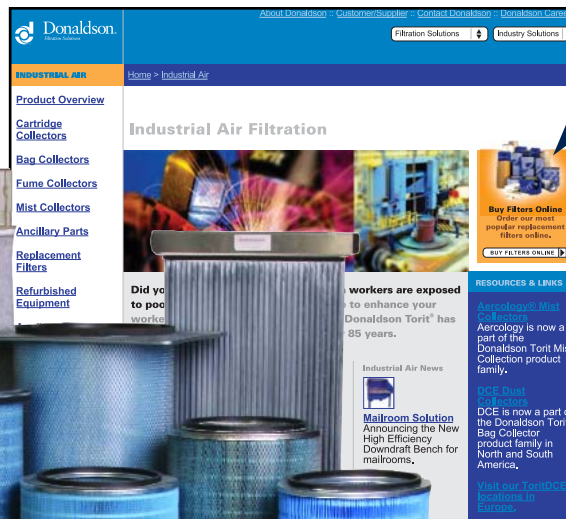 About Donaldson :: Customer/Supplier :: Contact Donaldson :: Donaldson
Donaldson.
Filtration Solutions
Filtration Solutions
Industry Solutions
INDUSTRIAL AIR
Home > Industrial Air
Product Overview
Cartridge
Collectors
Bag Collectors
Fume Collectors
Mist Collectors
Ancillary Parts
Replacement
Filters
Refurbished
Equipment
Industrial Air Filtration
Buy Filters Online
Order our most
popular replacement
filters online.
BUY FILTERS ONLINE
Did workers are exposed
to to enhance your
Donaldson Torit® has
85 years.
Industrial Air News
Mailroom Solution
Announcing the New
High Efficiency
Downdraft Bench for
mailrooms.
RESOURCES & LINKS
Aercology® Mist
Collectors
Aercology is now a
part of the
Donaldson Torit
Collection product
family.
DCE Dust
Collectors
DCE is now a part
the Donaldson
Bag Collector
product family in
North and South
America.
Visit our ToritDCE
locations in
Europe.